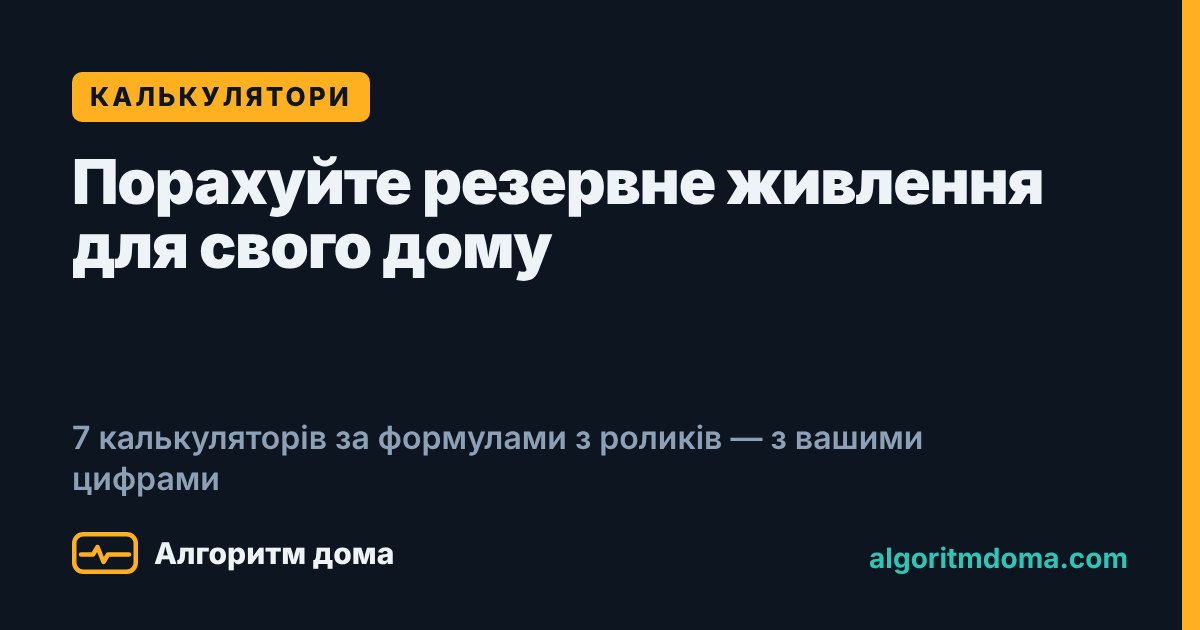 КАЛЬКУЛЯТОРИ
Порахуйте резервне живлення
для свого дому
7 калькуляторів за формулами з роликів — з вашими
цифрами
Алгоритм дома
algoritmdoma.com